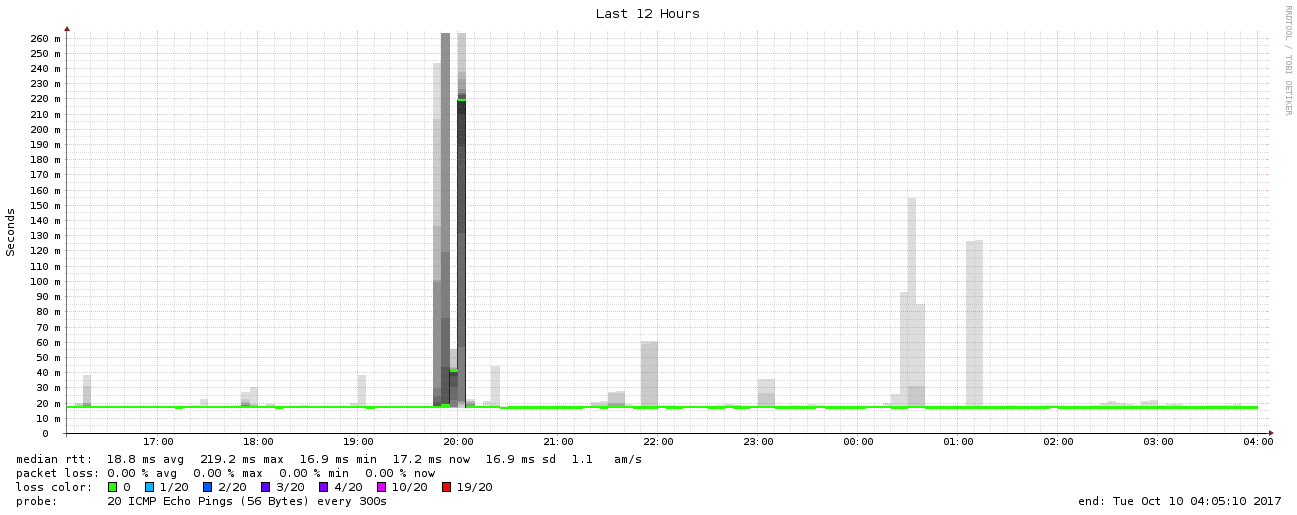 Last 12 Hours
RRDTOOL / TOBI OETIKER
Seconds
260 m
250 m
240 m
230 m
220 m
210 m
200 m
190 m
180 m
170 m
160 m
150 m
140 m
130 m
120 m
110 m
100 m
90 m
80 m
70 m
60 m
50 m
40 m
30 m
20 m
10 m
0
17:00 18:00 19:00 20:00 21:00 22:00 23:00 00:00 01:00 02:00 03:00 04:00
median rtt: 18.8 ms avg 219.2 ms max 16.9 ms min 17.2 ms now 16.9 ms sd 1.1 am/s
packet loss: 0.00 % avg 0.00 % max 0.00 % min 0.00 % now
loss color: 0 1/20 2/20 3/20 4/20 10/20 19/20
probe: 20 ICMP Echo Pings (56 Bytes) every 300s
end: Tue Oct 10 04:05:10 2017